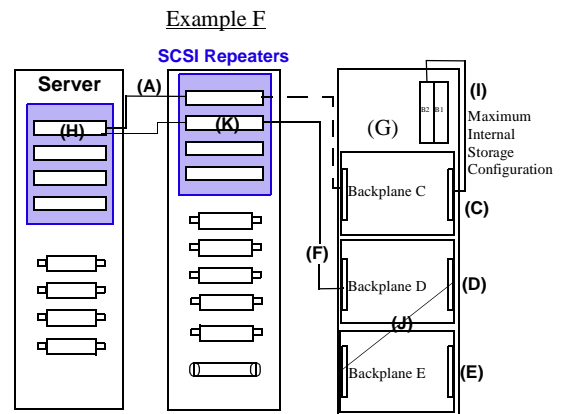 Example F
SCSI Repeaters
Server
(A)
(H)
(K)
(F)
(G)
B2 B1
(I)
Maximum
Internal
Storage
Configuration
Backplane C
(C)
Backplane D
(D)
(J)
Backplane E
(E)